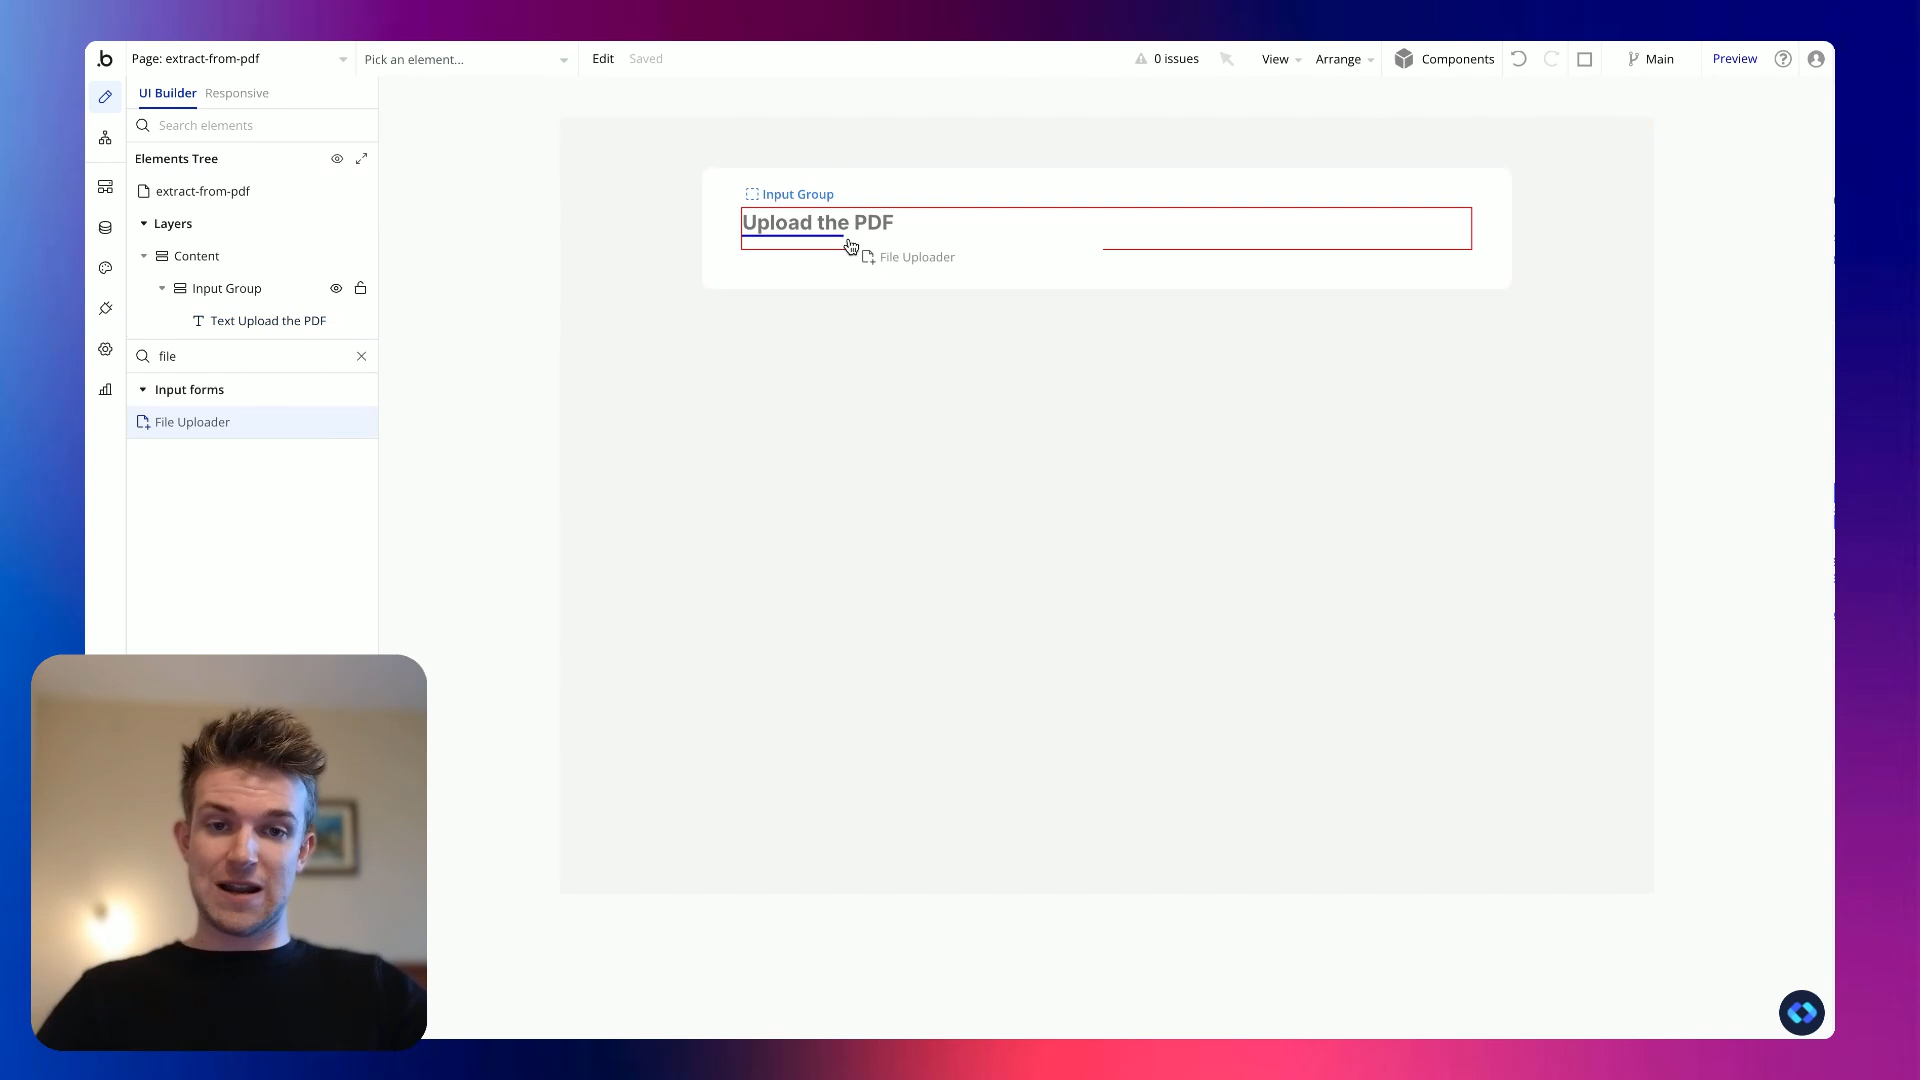 .b Page: extract-from-pdf Pick an element... Edit Saved 0 issues View Arrange Components Main Preview
UI Builder Responsive
Search elements
Elements Tree
extract-from-pdf
Layers
Content
Input Group
Text Upload the PDF
file
Input forms
File Uploader
Input Group
Upload the PDF
File Uploader